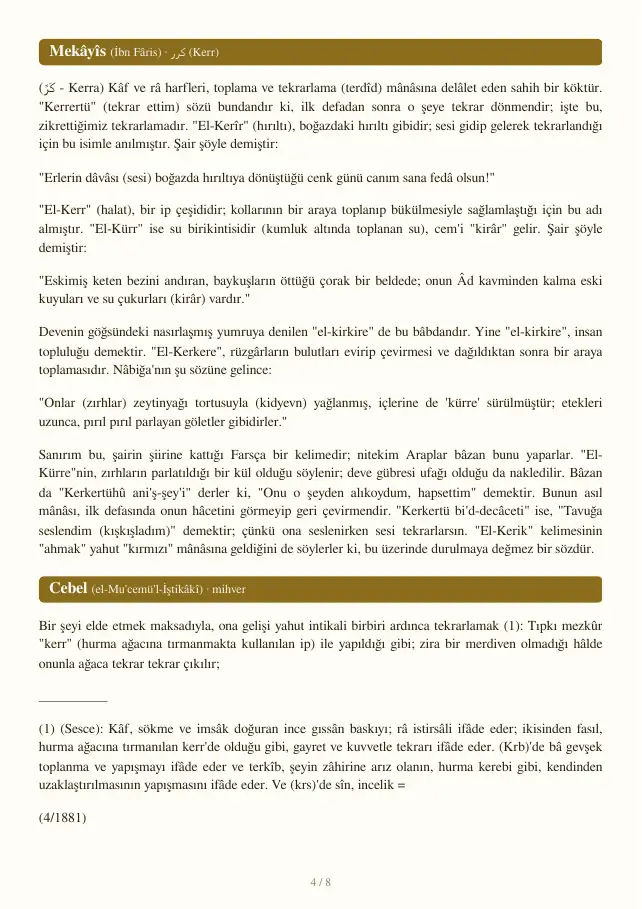 Mekâyîs (İbn Fâris) · كرر (Kerr)
(كَرَّ - Kerra) Kâf ve râ harfleri, toplama ve tekrarlama (terdîd) mânâsına delâlet eden sahih bir köktür.
"Kerrertü" (tekrar ettim) sözü bundandır ki, ilk defadan sonra o şeye tekrar dönmendir; işte bu,
zikrettiğimiz tekrarlamadır. "El-Kerîr" (hırıltı), boğazdaki hırıltı gibidir; sesi gidip gelerek tekrarlandığı
için bu isimle anılmıştır. Şair şöyle demiştir:
"Erlerin dâvâsı (sesi) boğazda hırıltıya dönüştüğü cenk günü canım sana fedâ olsun!"
"El-Kerr" (halat), bir ip çeşididir; kollarının bir araya toplanıp bükülmesiyle sağlamlaştığı için bu adı
almıştır. "El-Kürr" ise su birikintisidir (kumluk altında toplanan su), cem'i "kirâr" gelir. Şair şöyle
demiştir:
"Eskimiş keten bezini andıran, baykuşların öttüğü çorak bir beldede; onun Âd kavminden kalma eski
kuyuları ve su çukurları (kirâr) vardır."
Devenin göğsündeki nasırlaşmış yumruya denilen "el-kirkire" de bu bâbdandır. Yine "el-kirkire", insan
topluluğu demektir. "El-Kerkere", rüzgârların bulutları evirip çevirmesi ve dağıldıktan sonra bir araya
toplamasıdır. Nâbiğa'nın şu sözüne gelince:
"Onlar (zırhlar) zeytinyağı tortusuyla (kidyevn) yağlanmış, içlerine de 'kürre' sürülmüştür; etekleri
uzunca, pırıl pırıl parlayan göletler gibidirler."
Sanırım bu, şairin şiirine kattığı Farsça bir kelimedir; nitekim Araplar bâzan bunu yaparlar. "El-
Kürre"nin, zırhların parlatıldığı bir kül olduğu söylenir; deve gübresi ufağı olduğu da nakledilir. Bâzan
da "Kerkertühû ani'ş-şey'i" derler ki, "Onu o şeyden alıkoydum, hapsettim" demektir. Bunun asıl
mânâsı, ilk defasında onun hâcetini görmeyip geri çevirmendir. "Kerkertü bi'd-decâceti" ise, "Tavuğa
seslendim (kışkışladım)" demektir; çünkü ona seslenirken sesi tekrarlarsın. "El-Kerik" kelimesinin
"ahmak" yahut "kırmızı" mânâsına geldiğini de söylerler ki, bu üzerinde durulmaya değmez bir sözdür.
Cebel (el-Mu'cemü'l-İştikâkî) · mihver
Bir şeyi elde etmek maksadıyla, ona gelişi yahut intikali birbiri ardınca tekrarlamak (1): Tıpkı mezkûr
"kerr" (hurma ağacına tırmanmakta kullanılan ip) ile yapıldığı gibi; zira bir merdiven olmadığı hâlde
onunla ağaca tekrar tekrar çıkılır;
(1) (Sesce): Kâf, sökme ve imsâk doğuran ince gıssân baskıyı; râ istirsâli ifâde eder; ikisinden fasıl,
hurma ağacına tırmanılan kerr'de olduğu gibi, gayret ve kuvvetle tekrarı ifâde eder. (Krb)'de bâ gevşek
toplanma ve yapışmayı ifâde eder ve terkîb, şeyin zâhirine arız olanın, hurma kerebi gibi, kendinden
uzaklaştırılmasının yapışmasını ifâde eder. Ve (krs)'de sîn, incelik =
(4/1881)
4 / 8